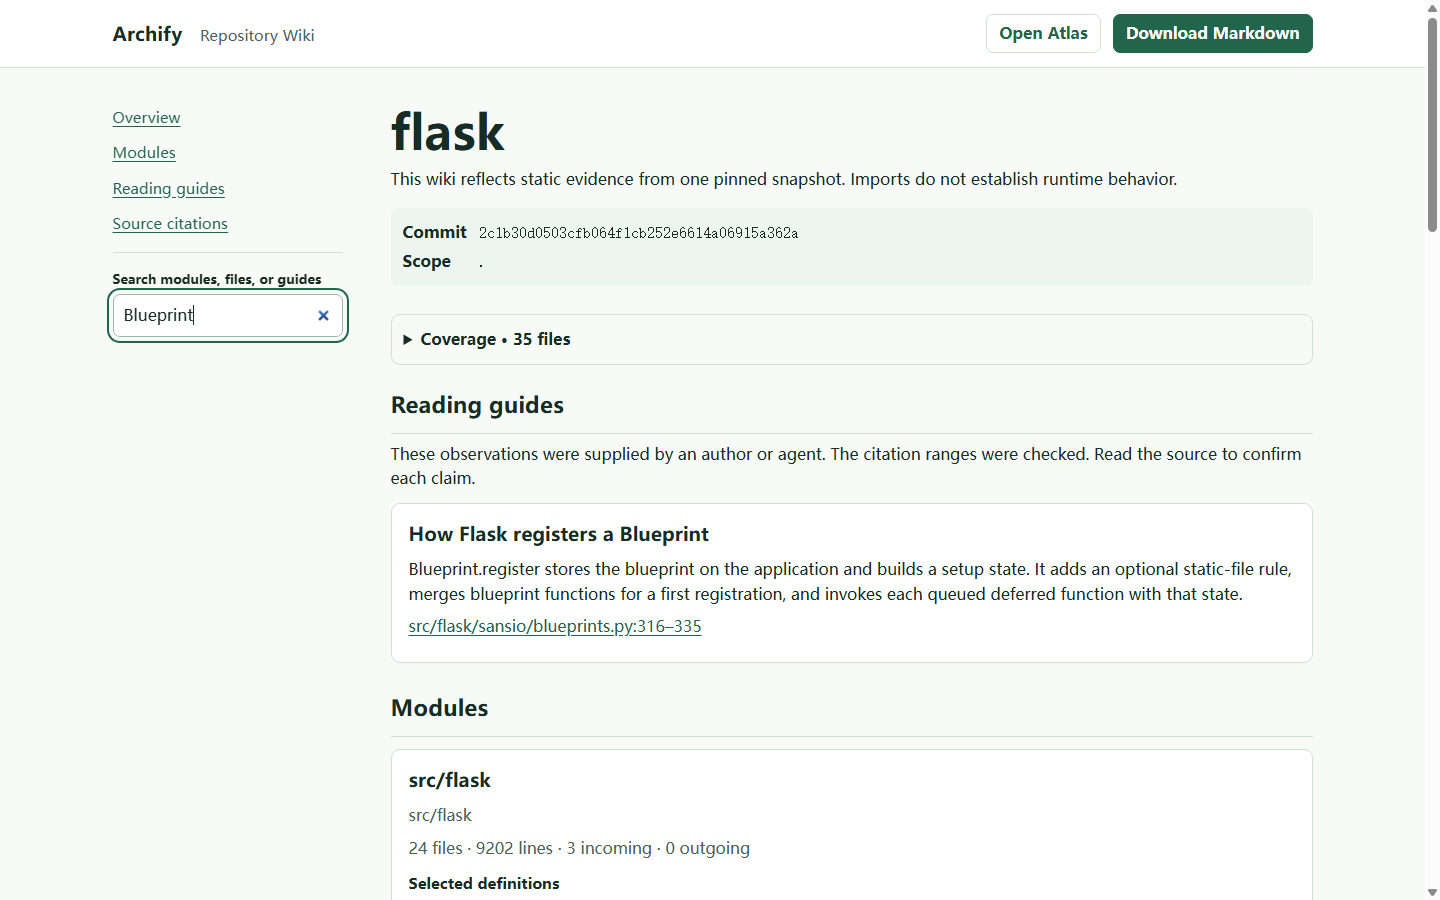 Archify Repository Wiki
Open Atlas
Download Markdown
Overview
Modules
Reading guides
Source citations
Search modules, files, or guides
Blueprint
flask
This wiki reflects static evidence from one pinned snapshot. Imports do not establish runtime behavior.
Commit 2c1b30d0503cfb064f1cb252e6614a06915a362a
Scope .
Coverage • 35 files
Reading guides
These observations were supplied by an author or agent. The citation ranges were checked. Read the source to confirm
each claim.
How Flask registers a Blueprint
Blueprint.register stores the blueprint on the application and builds a setup state. It adds an optional static-file rule,
merges blueprint functions for a first registration, and invokes each queued deferred function with that state.
src/flask/sansio/blueprints.py:316–335
Modules
src/flask
src/flask
24 files · 9202 lines · 3 incoming · 0 outgoing
Selected definitions